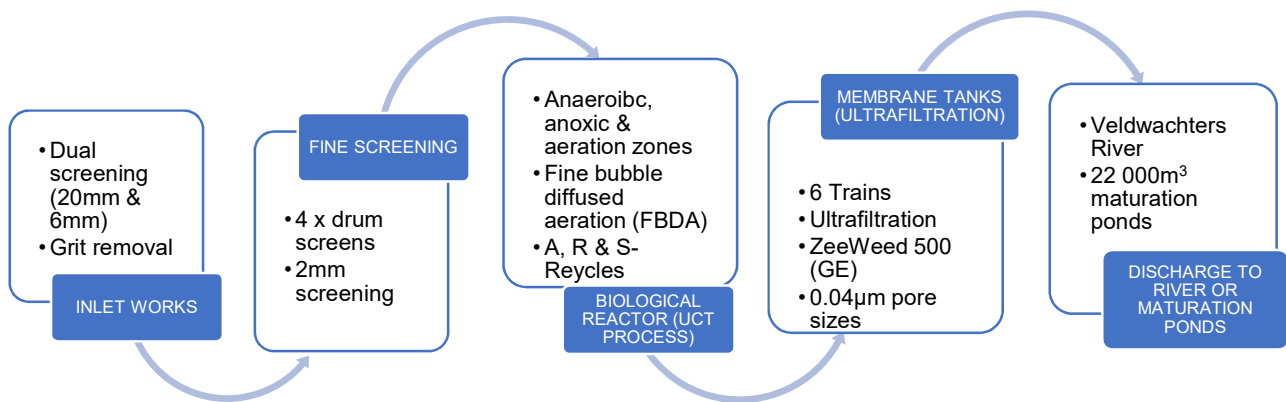 • Dual
screening
(20mm &
6mm)
• Grit removal
INLET WORKS
FINE SCREENING
• 4 x drum
screens
• 2mm
screening
• Anaeroibc,
anoxic &
aeration zones
• Fine bubble
diffused
aeration (FBDA)
• A, R & S-
Reycles
BIOLOGICAL
REACTOR (UCT
PROCESS)
MEMBRANE TANKS
(ULTRAFILTRATION)
• 6 Trains
• Ultrafiltration
• ZeeWeed 500
(GE)
• 0.04µm pore
sizes
• Veldwachters
River
• 22 000m³
maturation
ponds
DISCHARGE TO
RIVER OR
MATURATION
PONDS